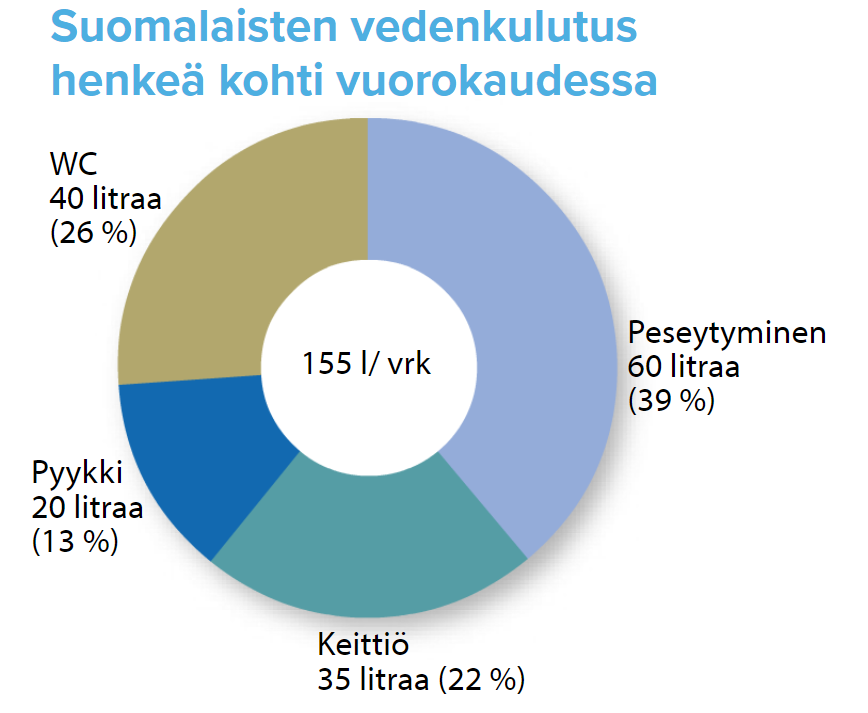 Suomalaisten vedenkulutus
henkeä kohti vuorokaudessa
WC
40 litraa
(26 %)
155 l/ vrk
Peseytyminen
60 litraa
(39 %)
Pyykki
20 litraa
(13 %)
Keittiö
35 litraa (22 %)